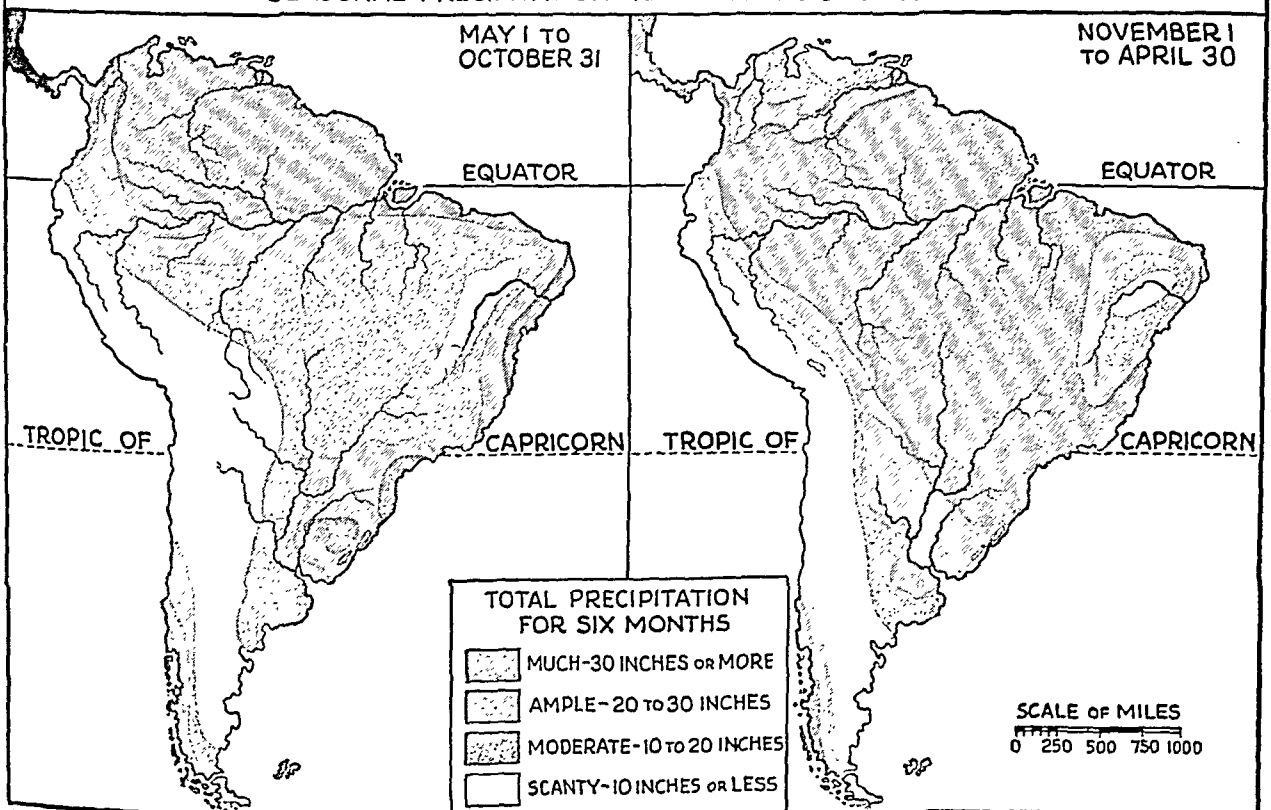 MAY 1 TO
OCTOBER 31
NOVEMBER 1
TO APRIL 30
EQUATOR
EQUATOR
TROPIC OF
CAPRICORN
TROPIC OF
CAPRICORN
TOTAL PRECIPITATION
FOR SIX MONTHS
MUCH-30 INCHES OR MORE
AMPLE-20 TO 30 INCHES
MODERATE-10 TO 20 INCHES
SCANTY-10 INCHES OR LESS
SCALE OF MILES
0 250 500 750 1000